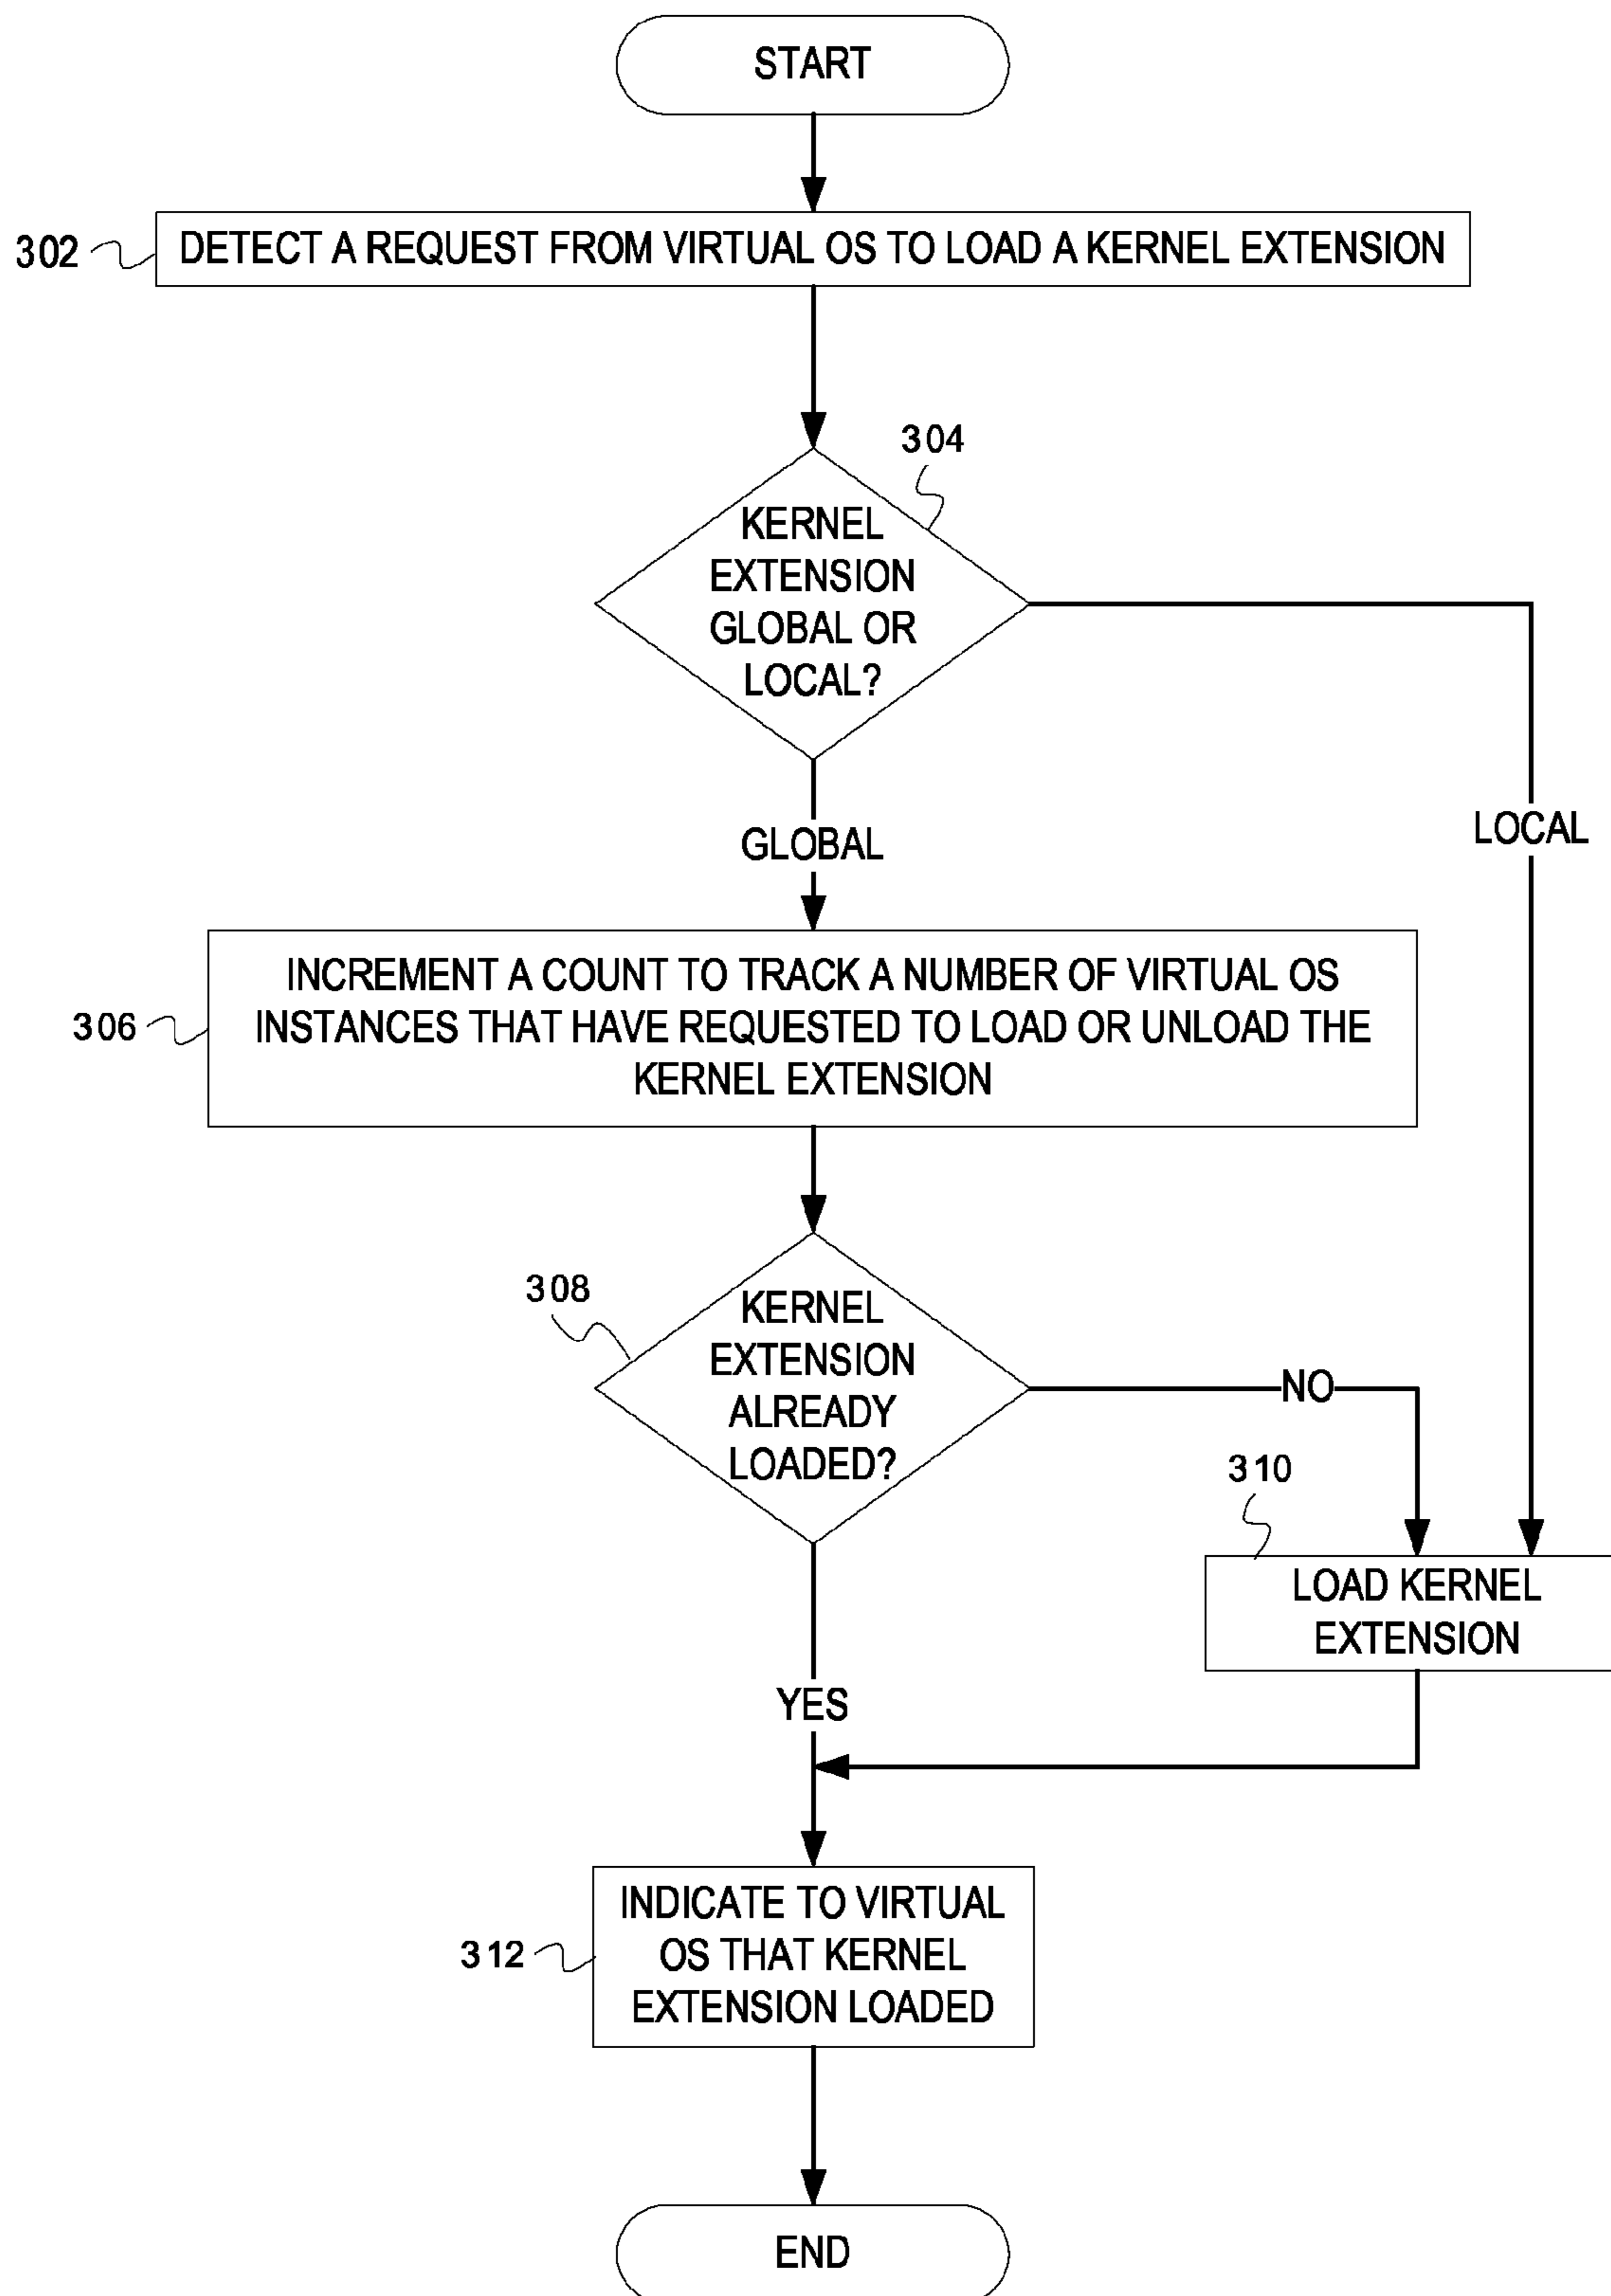 START
302
DETECT A REQUEST FROM VIRTUAL OS TO LOAD A KERNEL EXTENSION
304
KERNEL
EXTENSION
GLOBAL OR
LOCAL?
LOCAL
GLOBAL
306
INCREMENT A COUNT TO TRACK A NUMBER OF VIRTUAL OS
INSTANCES THAT HAVE REQUESTED TO LOAD OR UNLOAD THE
KERNEL EXTENSION
308
KERNEL
EXTENSION
ALREADY
LOADED?
NO
310
LOAD KERNEL
EXTENSION
YES
312
INDICATE TO VIRTUAL
OS THAT KERNEL
EXTENSION LOADED
END